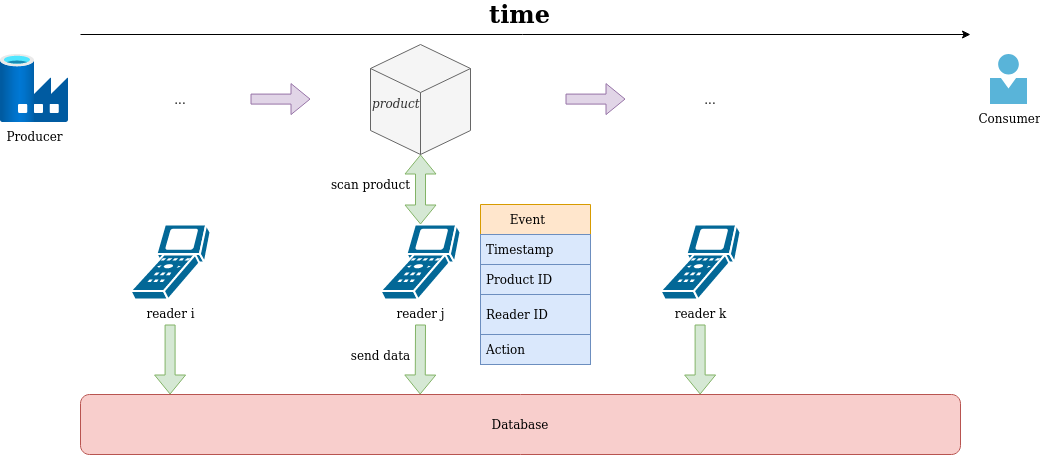 time
...
product
...
Producer
Consumer
scan product
Event
Timestamp
Product ID
Reader ID
Action
reader i
reader j
reader k
send data
Database